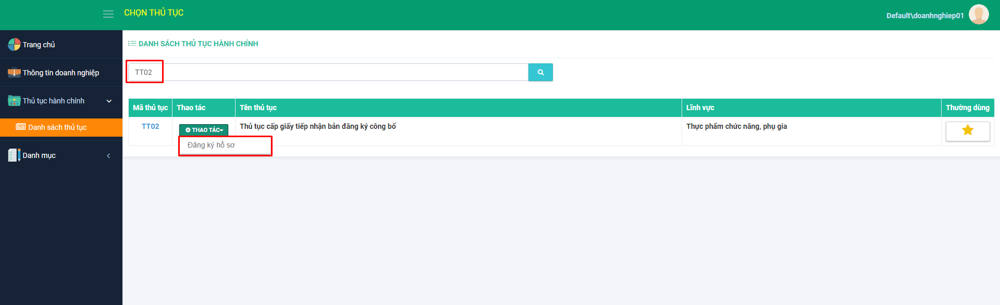 CHỌN THỦ TỤC
Default\doanhnghiep01
Trang chủ
Thông tin doanh nghiệp
Thủ tục hành chính
Danh sách thủ tục
Danh mục
DANH SÁCH THỦ TỤC HÀNH CHÍNH
TT02
Mã thủ tục Thao tác Tên thủ tục Lĩnh vực Thường dùng
TT02 THAO TÁC Thủ tục cấp giấy tiếp nhận bản đăng ký công bố Thực phẩm chức năng, phụ gia
Đăng ký hồ sơ